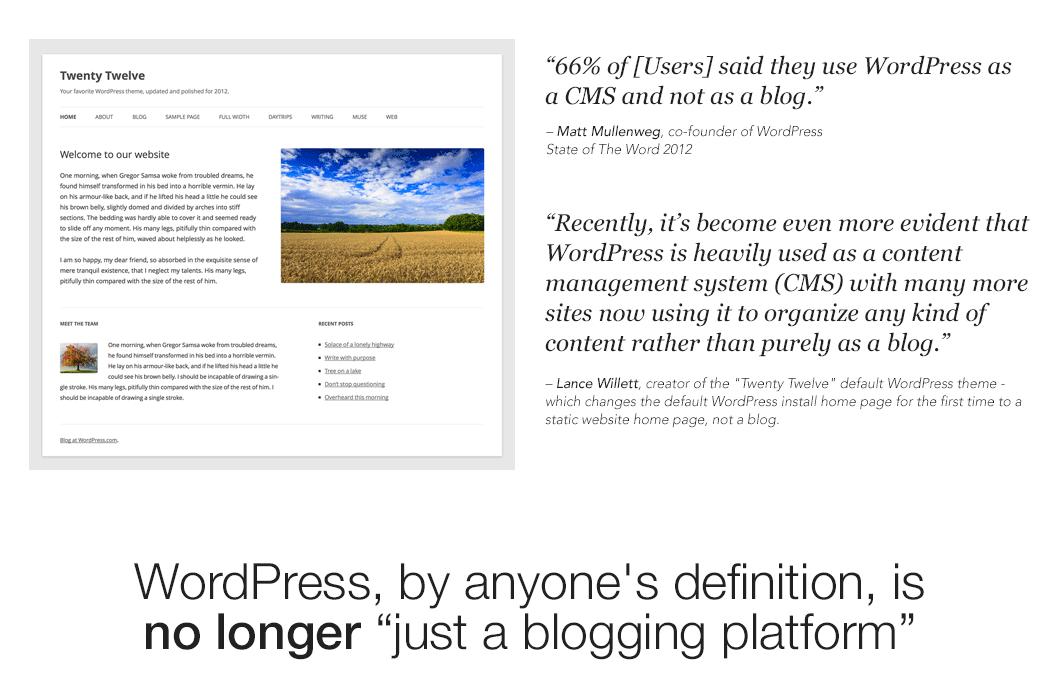 Twenty Twelve
Your favorite WordPress theme, updated and polished for 2012.
HOME ABOUT BLOG SAMPLE PAGE FULL WIDTH DAYTRIPS WRITING MUSE WEB
Welcome to our website
One morning, when Gregor Samsa woke from troubled dreams, he
found himself transformed in his bed into a horrible vermin. He lay
on his armour-like back, and if he lifted his head a little he could see
his brown belly, slightly domed and divided by arches into stiff
sections. The bedding was hardly able to cover it and seemed ready
to slide off any moment. His many legs, pitifully thin compared with
the size of the rest of him, waved about helplessly as he looked.
I am so happy, my dear friend, so absorbed in the exquisite sense of
mere tranquil existence, that I neglect my talents. His many legs,
pitifully thin compared with the size of the rest of him.
MEET THE TEAM
One morning, when Gregor Samsa woke from troubled dreams,
he found himself transformed in his bed into a horrible vermin.
He lay on his armour-like back, and if he lifted his head a little he
could see his brown belly. I should be incapable of drawing a sin-
gle stroke. His many legs, pitifully thin compared with the size of the rest of him. I
should be incapable of drawing a single stroke.
RECENT POSTS
Solace of a lonely highway
Write with purpose
Tree on a lake
Don't stop questioning
Overheard this morning
Blog at WordPress.com.
“66% of [Users] said they use WordPress as
a CMS and not as a blog.”
– Matt Mullenweg, co-founder of WordPress
State of The Word 2012
“Recently, it’s become even more evident that
WordPress is heavily used as a content
management system (CMS) with many more
sites now using it to organize any kind of
content rather than purely as a blog.”
– Lance Willett, creator of the "Twenty Twelve" default WordPress theme -
which changes the default WordPress install home page for the first time to a
static website home page, not a blog.
WordPress, by anyone's definition, is
no longer “just a blogging platform”